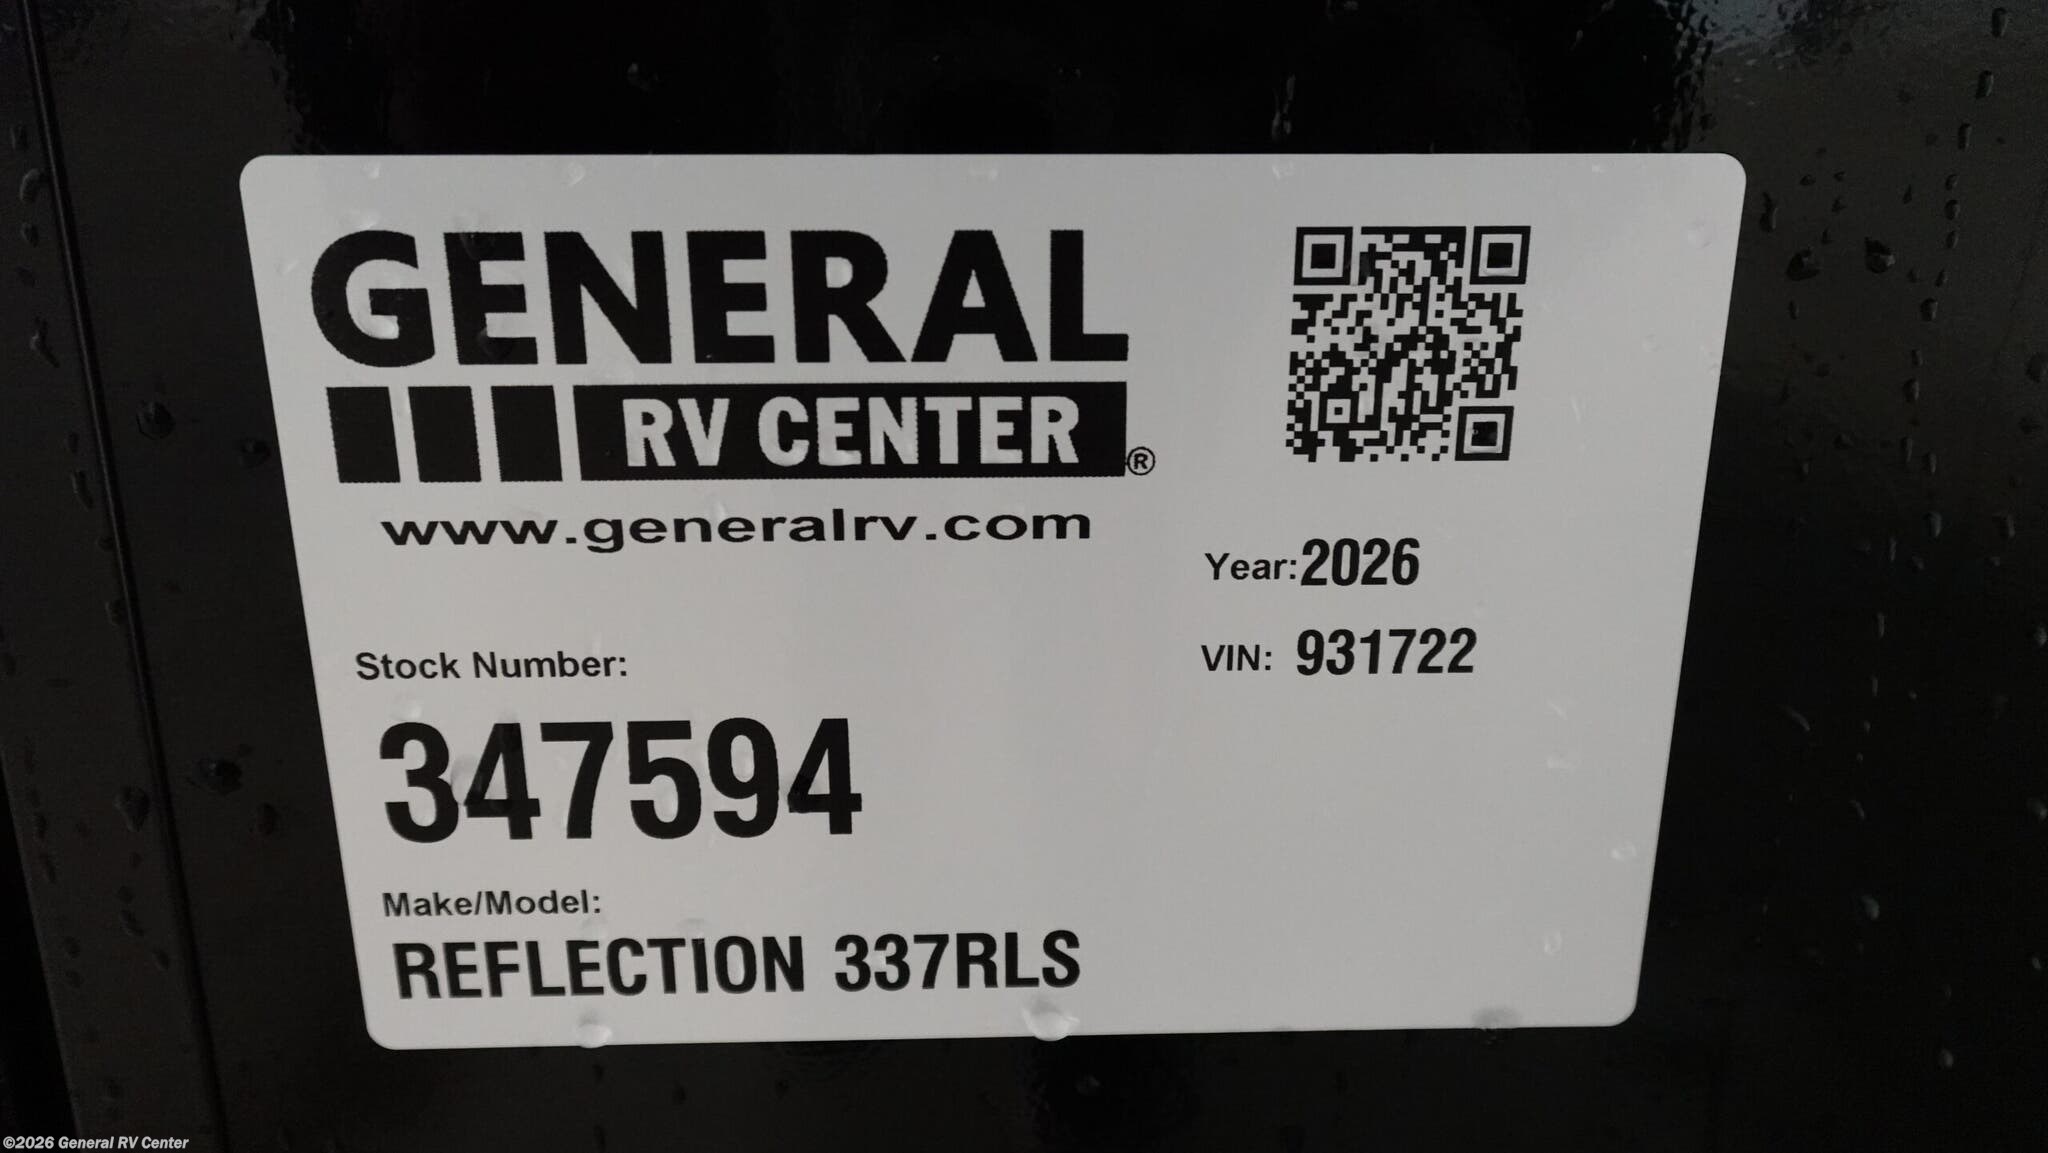 GENERAL
RV CENTER®
www.generalrv.com
Year: 2026
VIN: 931722
Stock Number:
347594
Make/Model:
REFLECTION 337RLS
©2026 General RV Center